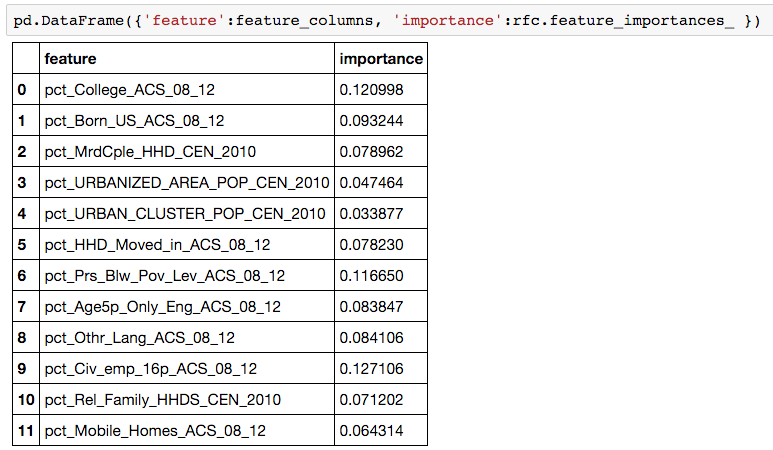 pd.DataFrame({'feature':feature_columns, 'importance':rfc.feature_importances_ })
feature importance
0 pct_College_ACS_08_12 0.120998
1 pct_Born_US_ACS_08_12 0.093244
2 pct_MrdCple_HHD_CEN_2010 0.078962
3 pct_URBANIZED_AREA_POP_CEN_2010 0.047464
4 pct_URBAN_CLUSTER_POP_CEN_2010 0.033877
5 pct_HHD_Moved_in_ACS_08_12 0.078230
6 pct_Prs_Blw_Pov_Lev_ACS_08_12 0.116650
7 pct_Age5p_Only_Eng_ACS_08_12 0.083847
8 pct_Othr_Lang_ACS_08_12 0.084106
9 pct_Civ_emp_16p_ACS_08_12 0.127106
10 pct_Rel_Family_HHDS_CEN_2010 0.071202
11 pct_Mobile_Homes_ACS_08_12 0.064314